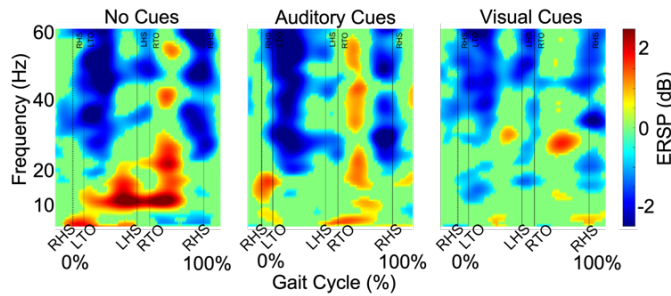 No Cues Auditory Cues Visual Cues
60
40
20
10
Frequency (Hz)
RHS LTO LHS RTO RHS
RHS LTO LHS RTO RHS
RHS LTO LHS RTO RHS
RHS LTO LHS RTO RHS
RHS LTO LHS RTO RHS
RHS LTO LHS RTO RHS
0% 100% 0% 100% 0% 100%
Gait Cycle (%)
2
0
-2
ERSP (dB)